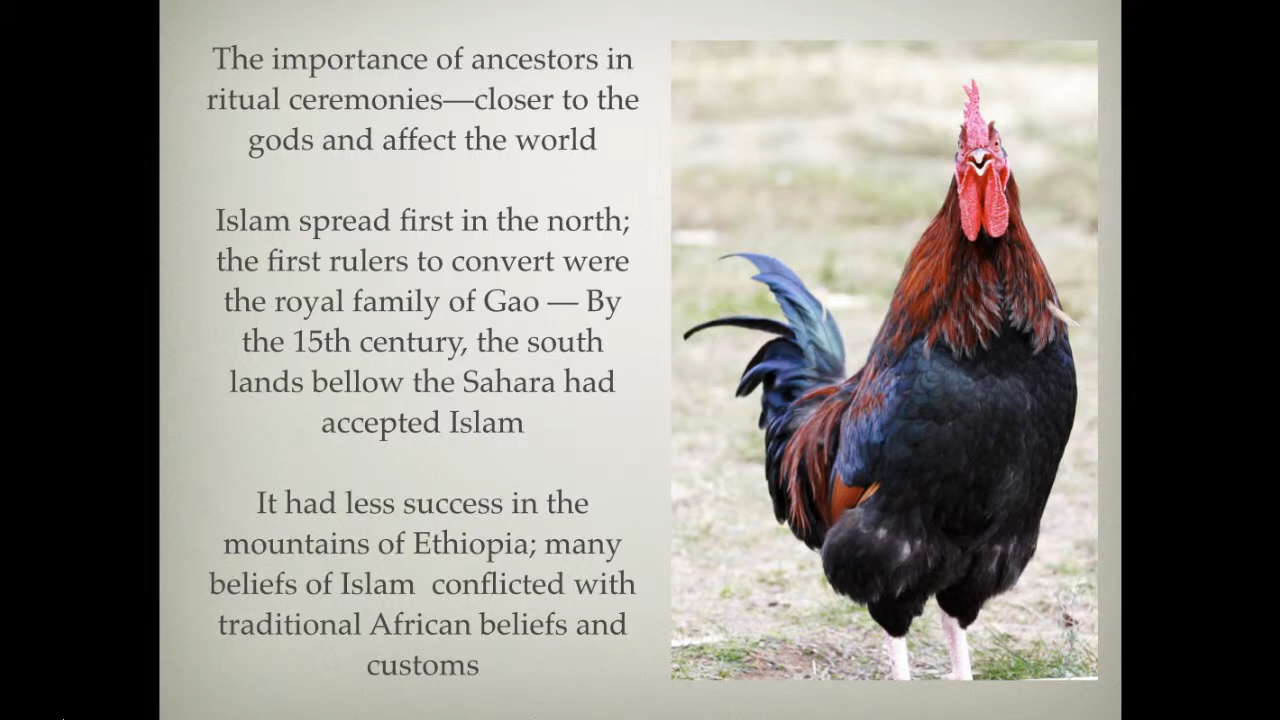 The importance of ancestors in
ritual ceremonies—closer to the
gods and affect the world
Islam spread first in the north;
the first rulers to convert were
the royal family of Gao — By
the 15th century, the south
lands bellow the Sahara had
accepted Islam
It had less success in the
mountains of Ethiopia; many
beliefs of Islam  conflicted with
traditional African beliefs and
customs